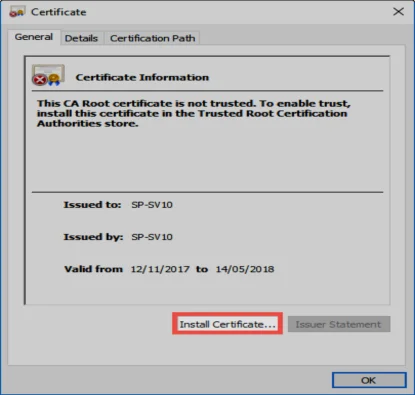 Certificate
General Details Certification Path
Certificate Information
This CA Root certificate is not trusted. To enable trust,
install this certificate in the Trusted Root Certification
Authorities store.
Issued to: SP-SV10
Issued by: SP-SV10
Valid from 12/11/2017 to 14/05/2018
Install Certificate... Issuer Statement
OK